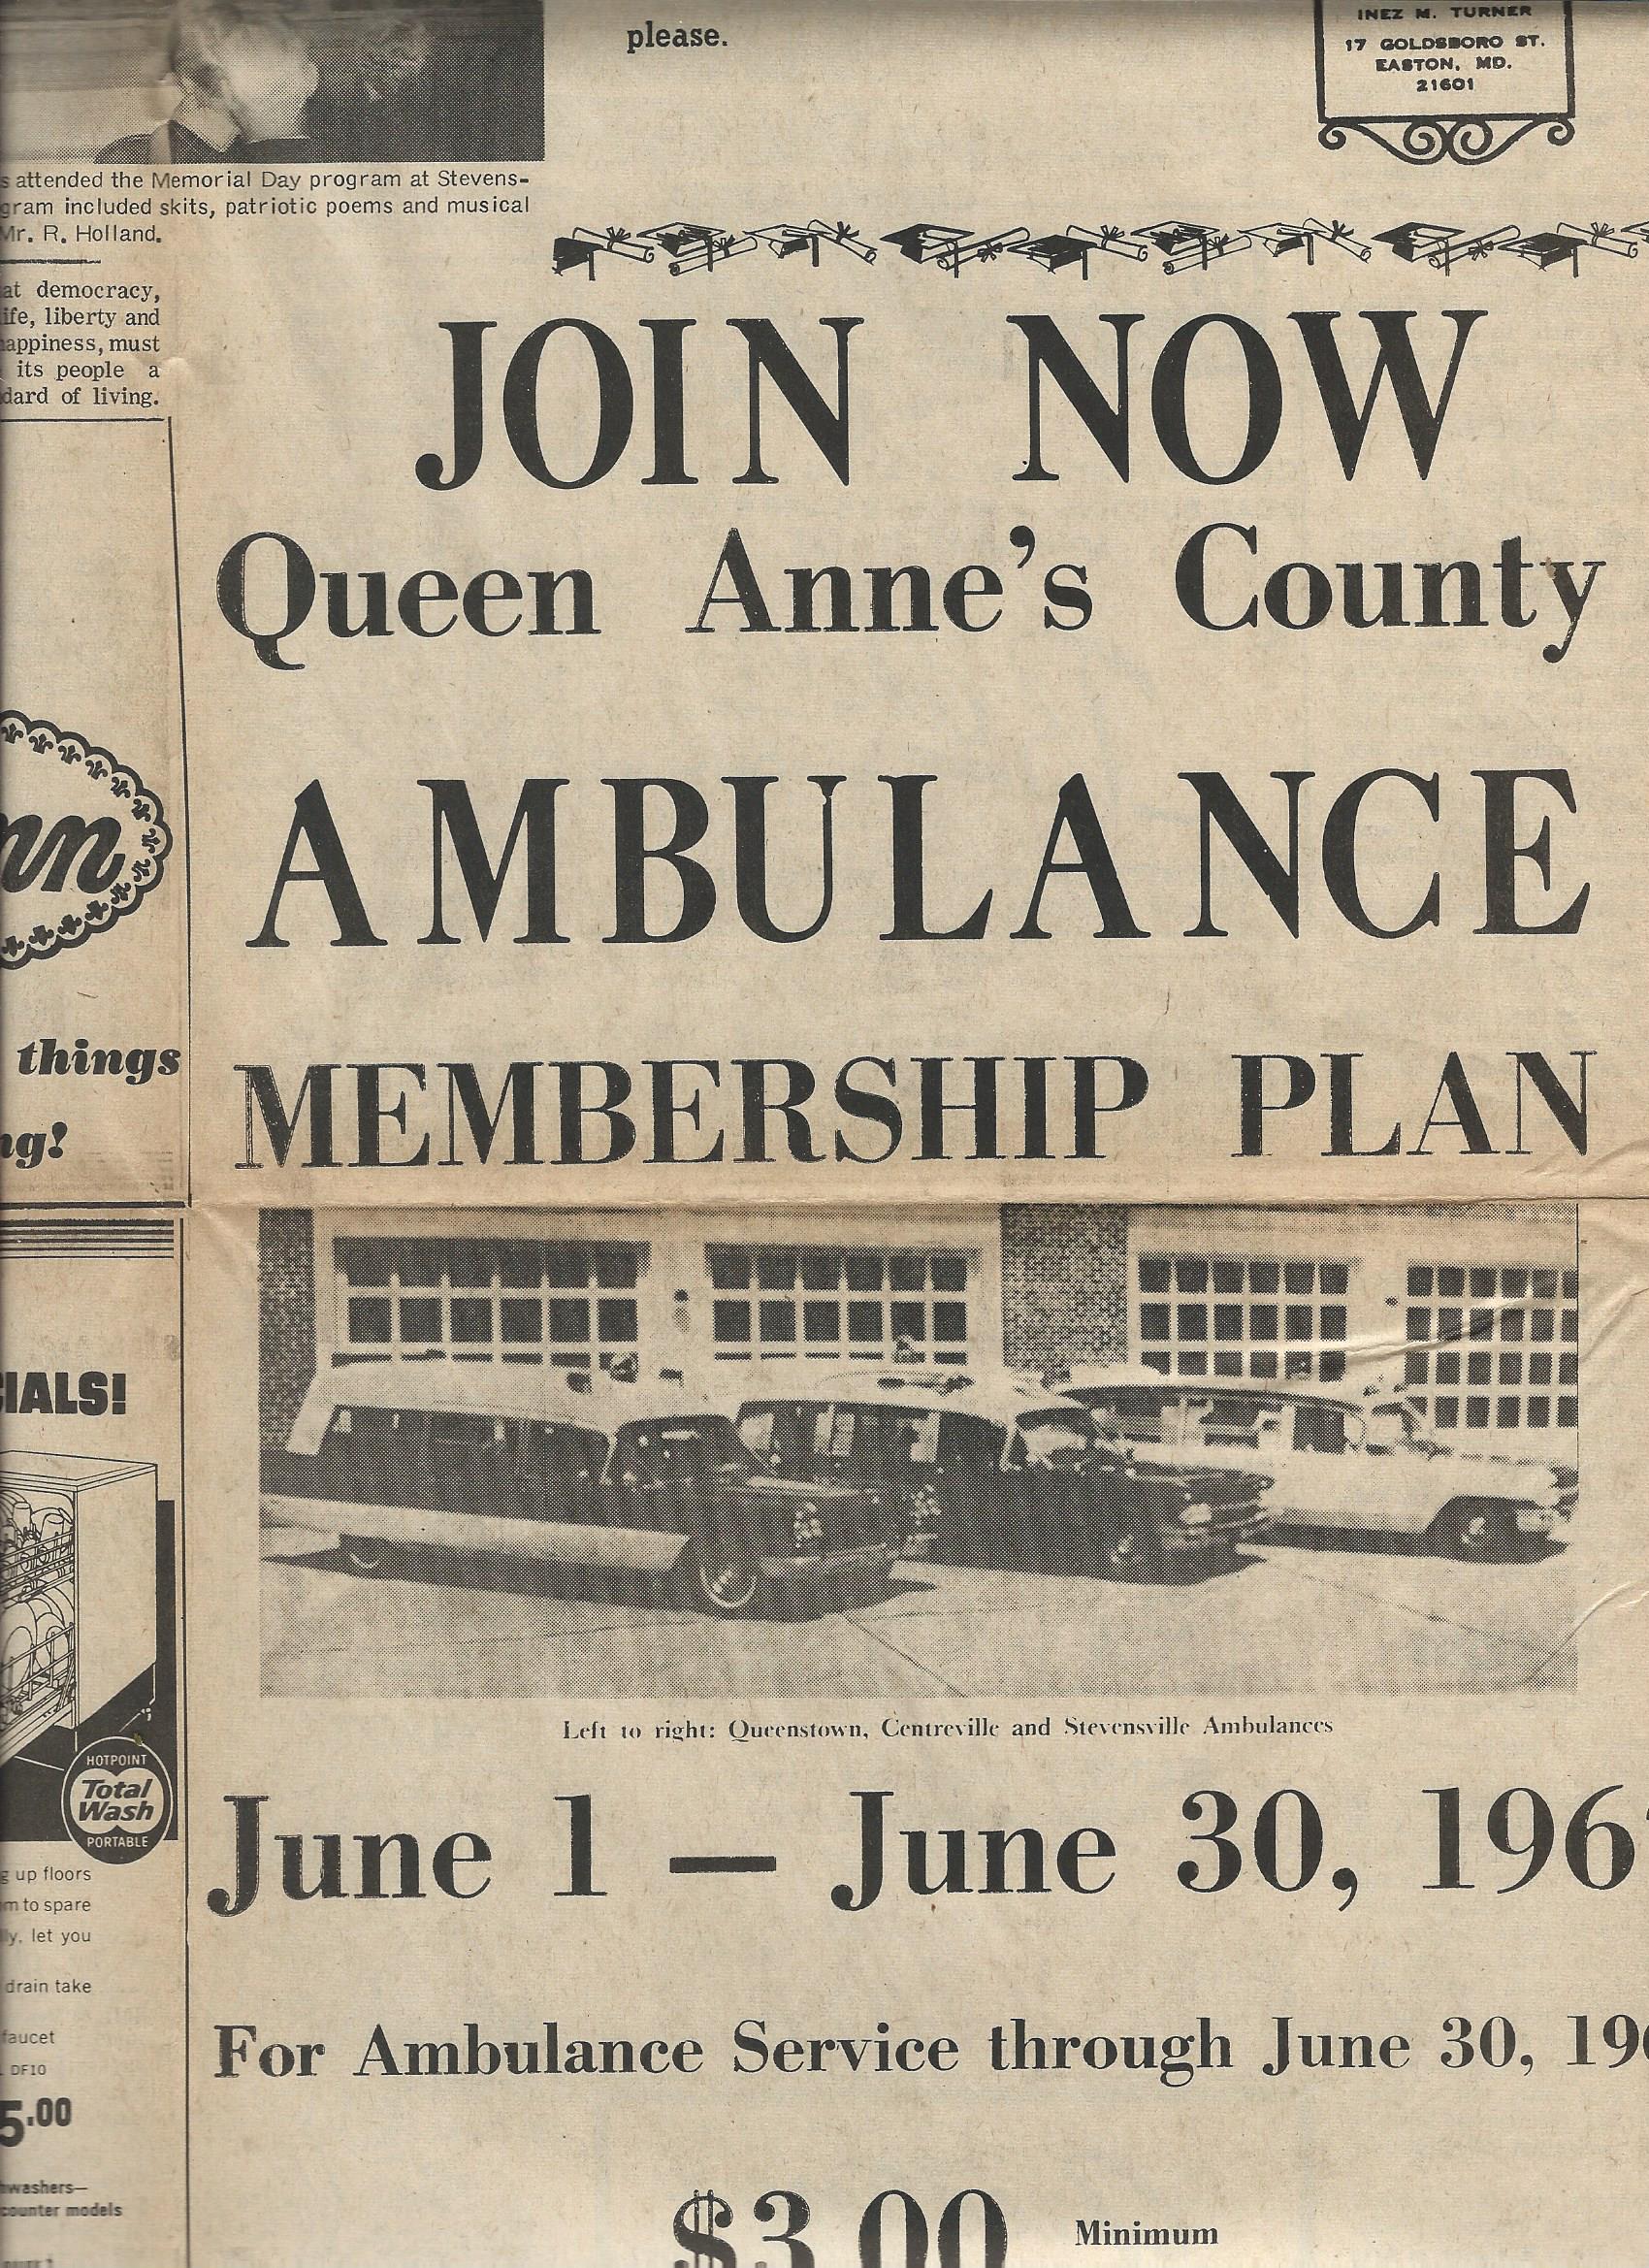 please.
INEZ M. TURNER
17 GOLDSBORO ST.
EASTON, MD.
21601
s attended the Memorial Day program at Stevens-
gram included skits, patriotic poems and musical
Mr. R. Holland.
at democracy,
ife, liberty and
appiness, must
its people a
dard of living.
nn
things
ng!
JOIN NOW
Queen Anne's County
AMBULANCE
MEMBERSHIP PLAN
Left to right: Queenstown, Centreville and Stevensville Ambulances
June 1 — June 30, 196
For Ambulance Service through June 30, 19
$3.00 Minimum
CIALS!
HOTPOINT
Total
Wash
PORTABLE
g up floors
m to spare
lly. let you
drain take
faucet
DF10
5.00
hwashers—
counter models